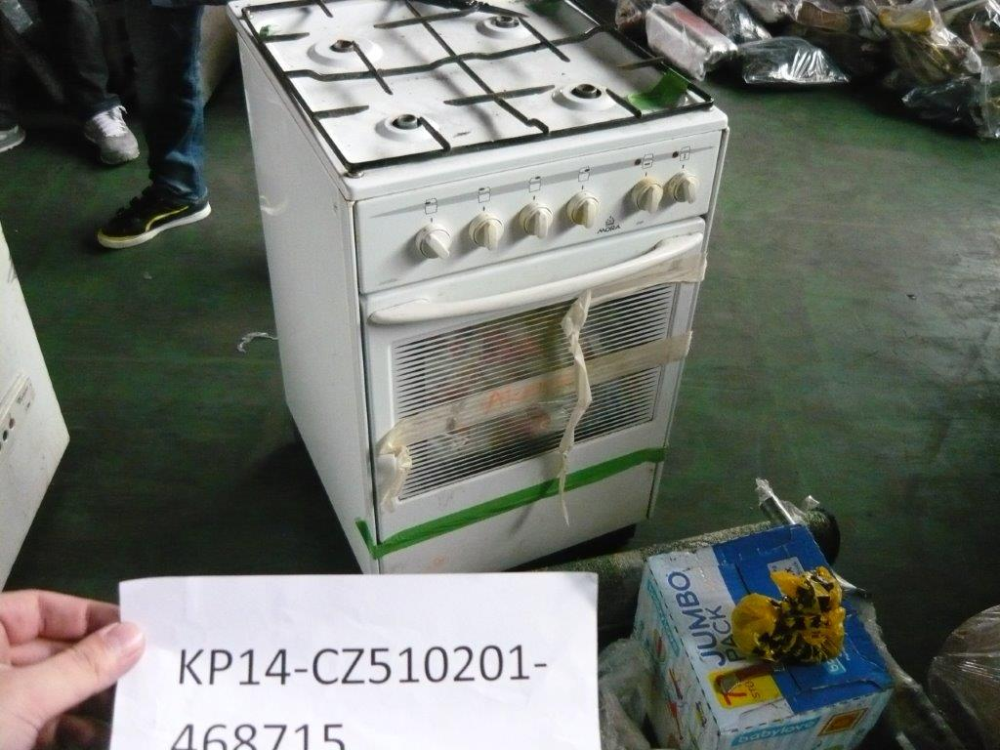 MORA
KP14-CZ510201-
468715
JUMBO
PACK
babylove